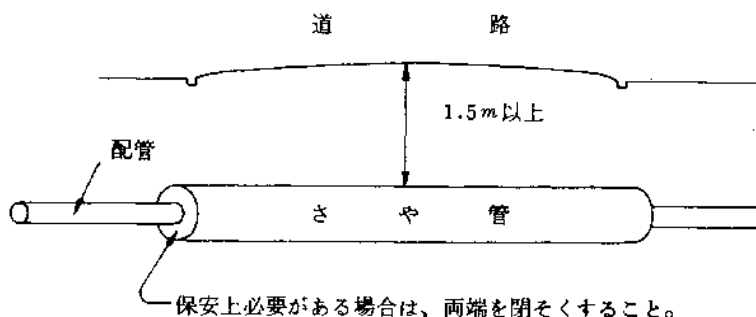 道路
1.5m以上
配管
さや管
保安上必要がある場合は、両端を閉そくすること。